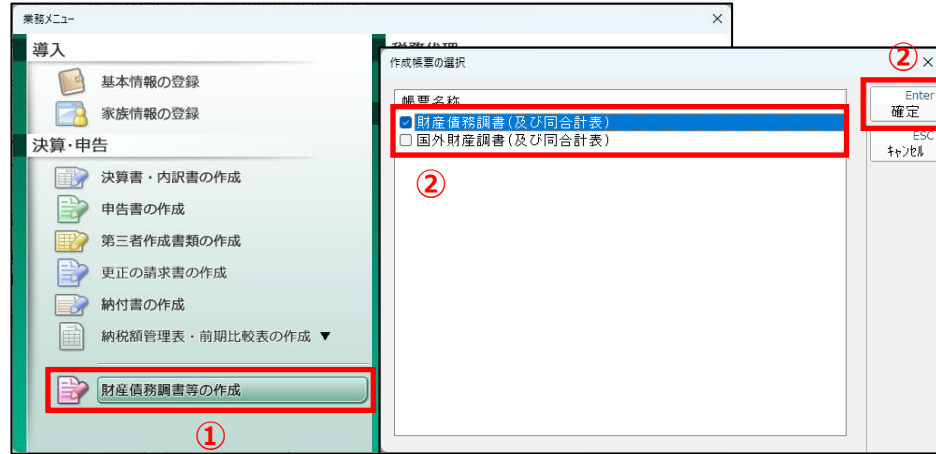 業務メニュー
導入
基本情報の登録
家族情報の登録
決算・申告
決算書・内訳書の作成
申告書の作成
第三者作成書類の作成
更正の請求書の作成
納付書の作成
納税額管理表・前期比較表の作成 ▼
財産債務調書等の作成
①
税務代理
作成帳票の選択
帳票名称
財産債務調書(及び同合計表)
国外財産調書(及び同合計表)
②
②
Enter
確定
ESC
キャンセル